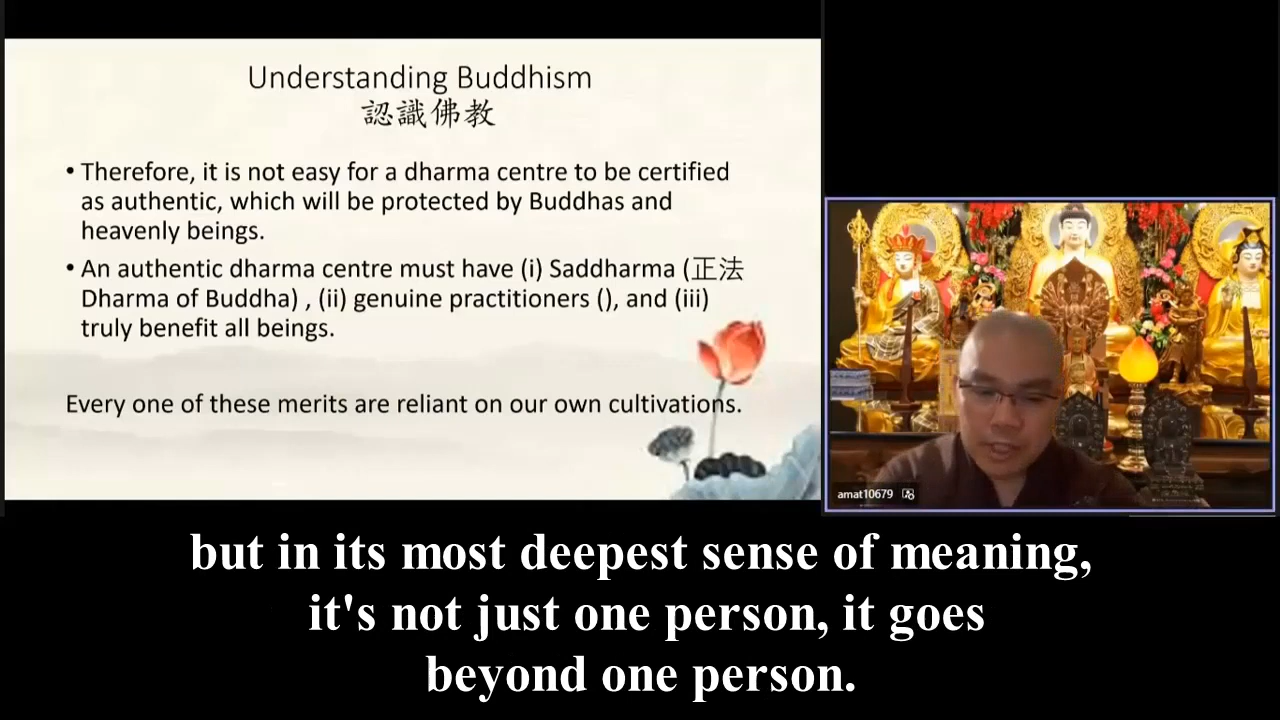 Understanding Buddhism
認識佛教
• Therefore, it is not easy for a dharma centre to be certified
as authentic, which will be protected by Buddhas and
heavenly beings.
• An authentic dharma centre must have (i) Saddharma (正法
Dharma of Buddha) , (ii) genuine practitioners (), and (iii)
truly benefit all beings.
Every one of these merits are reliant on our own cultivations.
amat10679
but in its most deepest sense of meaning,
it's not just one person, it goes
beyond one person.